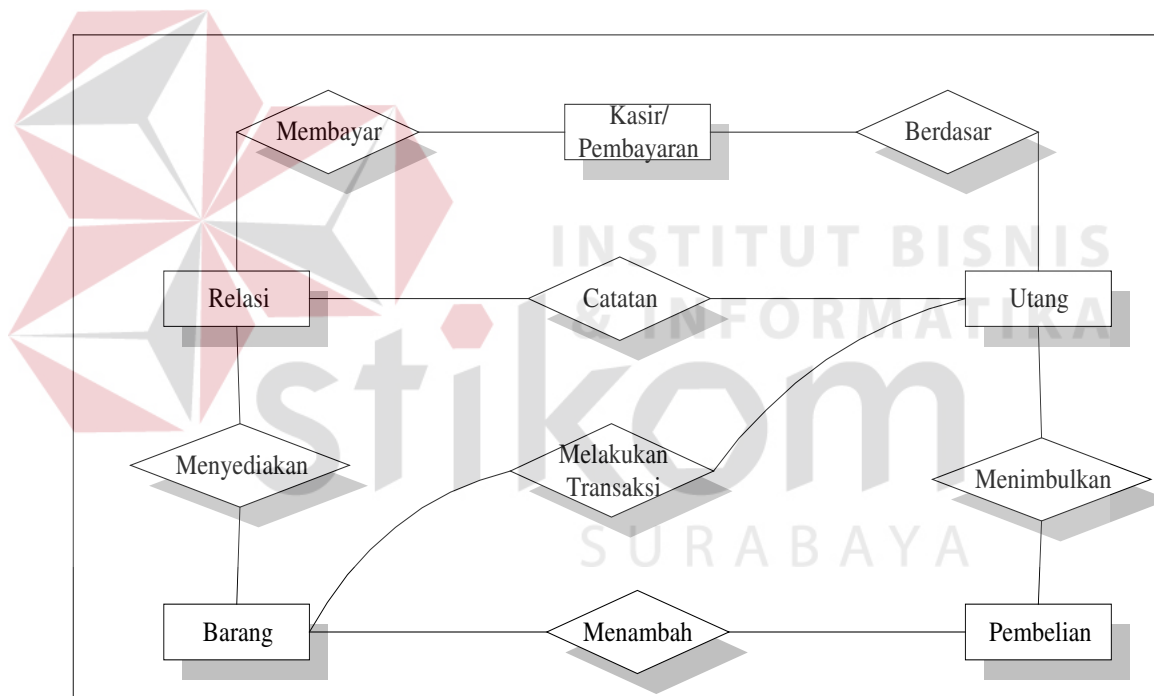 Membayar
Kasir/
Pembayaran
Berdasar
INSTITUT BISNIS
& INFORMATIKA
Relasi
Catatan
Utang
stikom
Menyediakan
Melakukan
Transaksi
Menimbulkan
SURABAYA
Barang
Menambah
Pembelian